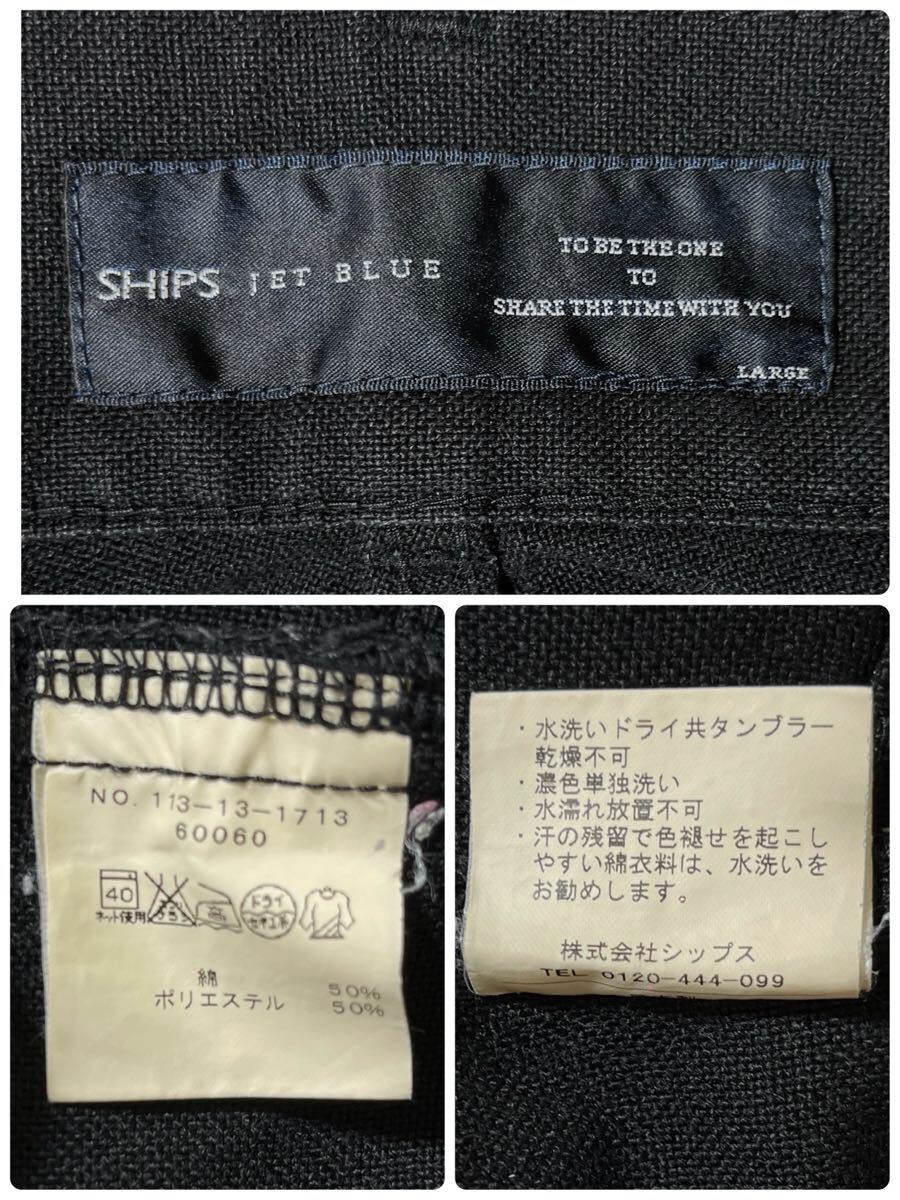 SHIPS JET BLUE
TO BE THE ONE
TO
SHARE THE TIME WITH YOU
LARGE
NO. 113-13-1713
60060
40
ネット使用
ドライ
綿 50%
ポリエステル 50%
・水洗いドライ共タンブラー
乾燥不可
・濃色単独洗い
・水濡れ放置不可
・汗の残留で色褪せを起こし
やすい綿衣料は、水洗いを
お勧めします。
株式会社シップス
TEL 0120-444-099